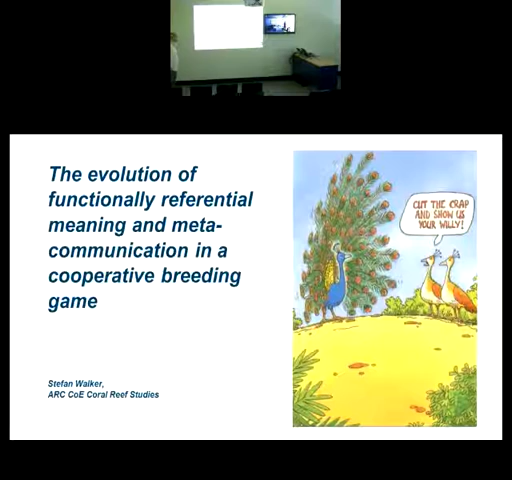 The evolution of
functionally referential
meaning and meta-
communication in a
cooperative breeding
game
CUT THE CRAP
AND SHOW US
YOUR WILLY!
Stefan Walker,
ARC CoE Coral Reef Studies